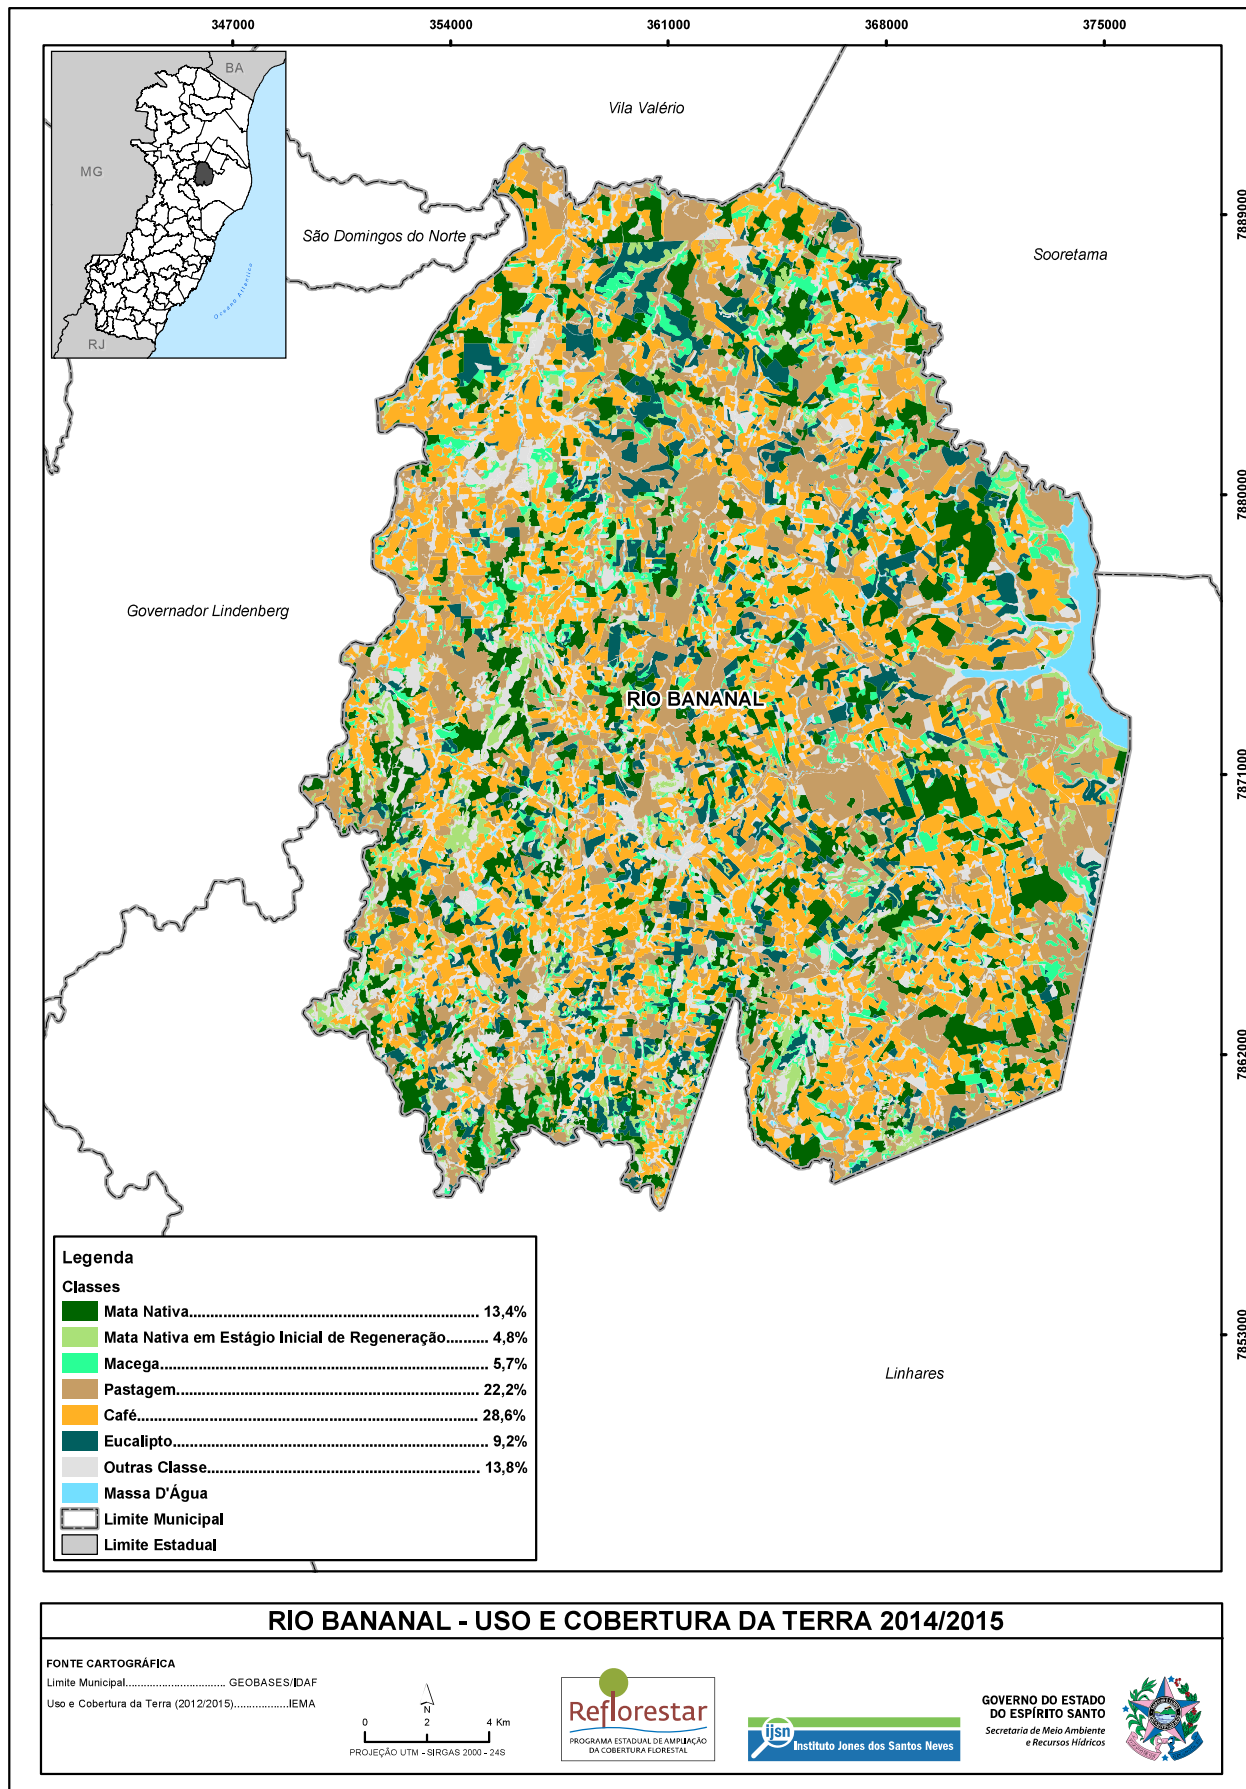 347000 354000 361000 368000 375000
BA
MG
RJ
Oceano Atlântico
Vila Valério
São Domingos do Norte
Sooretama
Governador Lindenberg
RIO BANANAL
Linhares
7889000
7880000
7871000
7862000
7853000
Legenda
Classes
Mata Nativa................................................................ 13,4%
Mata Nativa em Estágio Inicial de Regeneração.......... 4,8%
Macega........................................................................ 5,7%
Pastagem.................................................................... 22,2%
Café............................................................................ 28,6%
Eucalipto..................................................................... 9,2%
Outras Classe............................................................. 13,8%
Massa D'Água
Limite Municipal
Limite Estadual
RIO BANANAL - USO E COBERTURA DA TERRA 2014/2015
FONTE CARTOGRÁFICA
Limite Municipal................................ GEOBASES/IDAF
Uso e Cobertura da Terra (2012/2015)..................IEMA
N
0 2 4 Km
PROJEÇÃO UTM - SIRGAS 2000 - 24S
Reflorestar
PROGRAMA ESTADUAL DE AMPLIAÇÃO
DA COBERTURA FLORESTAL
ijsn
Instituto Jones dos Santos Neves
GOVERNO DO ESTADO
DO ESPÍRITO SANTO
Secretaria de Meio Ambiente
e Recursos Hídricos